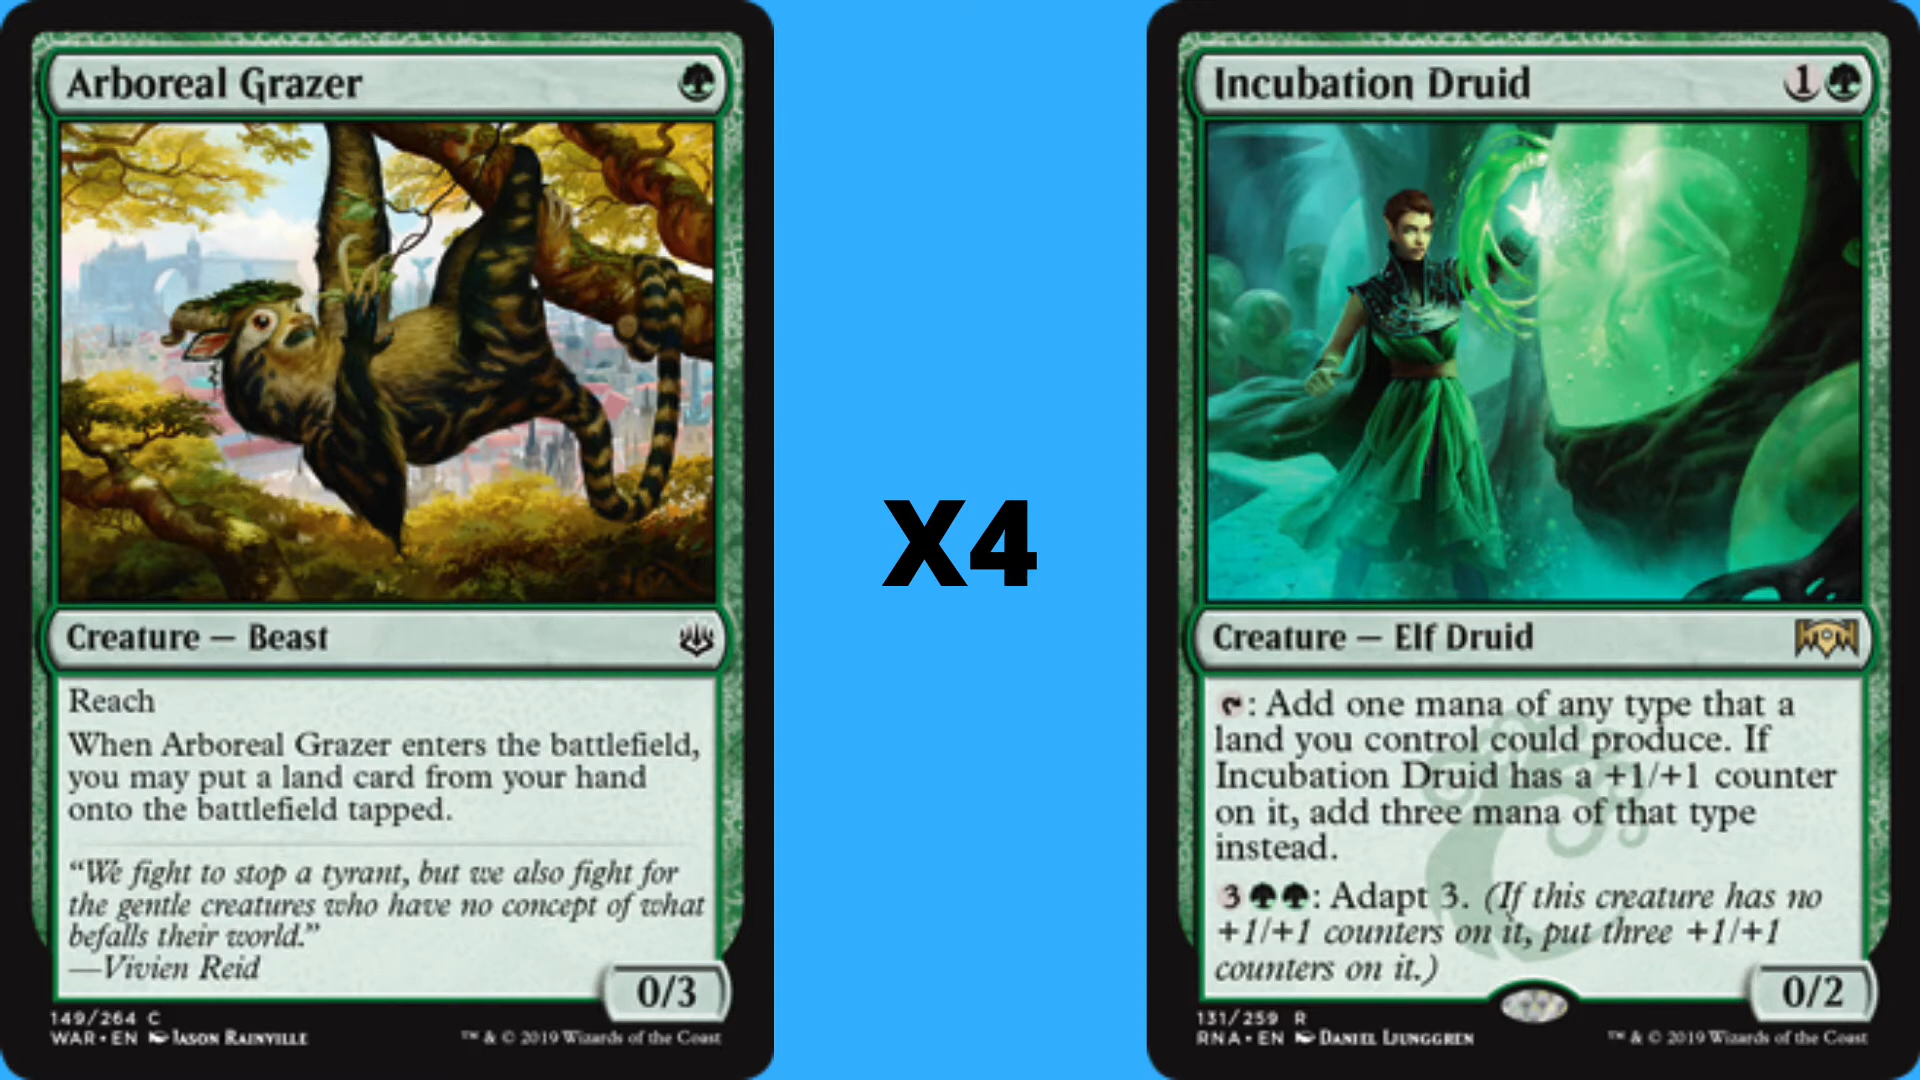 Arboreal Grazer
Creature — Beast
Reach
When Arboreal Grazer enters the battlefield,
you may put a land card from your hand
onto the battlefield tapped.
“We fight to stop a tyrant, but we also fight for
the gentle creatures who have no concept of what
befalls their world.”
—Vivien Reid
0/3
149/264 C
WAR • EN Jason Rainville
™ & © 2019 Wizards of the Coast
X4
Incubation Druid 1
Creature — Elf Druid
: Add one mana of any type that a
land you control could produce. If
Incubation Druid has a +1/+1 counter
on it, add three mana of that type
instead.
3 : Adapt 3. (If this creature has no
+1/+1 counters on it, put three +1/+1
counters on it.)
0/2
131/259 R
RNA • EN Daniel Ljunggren
™ & © 2019 Wizards of the Coast